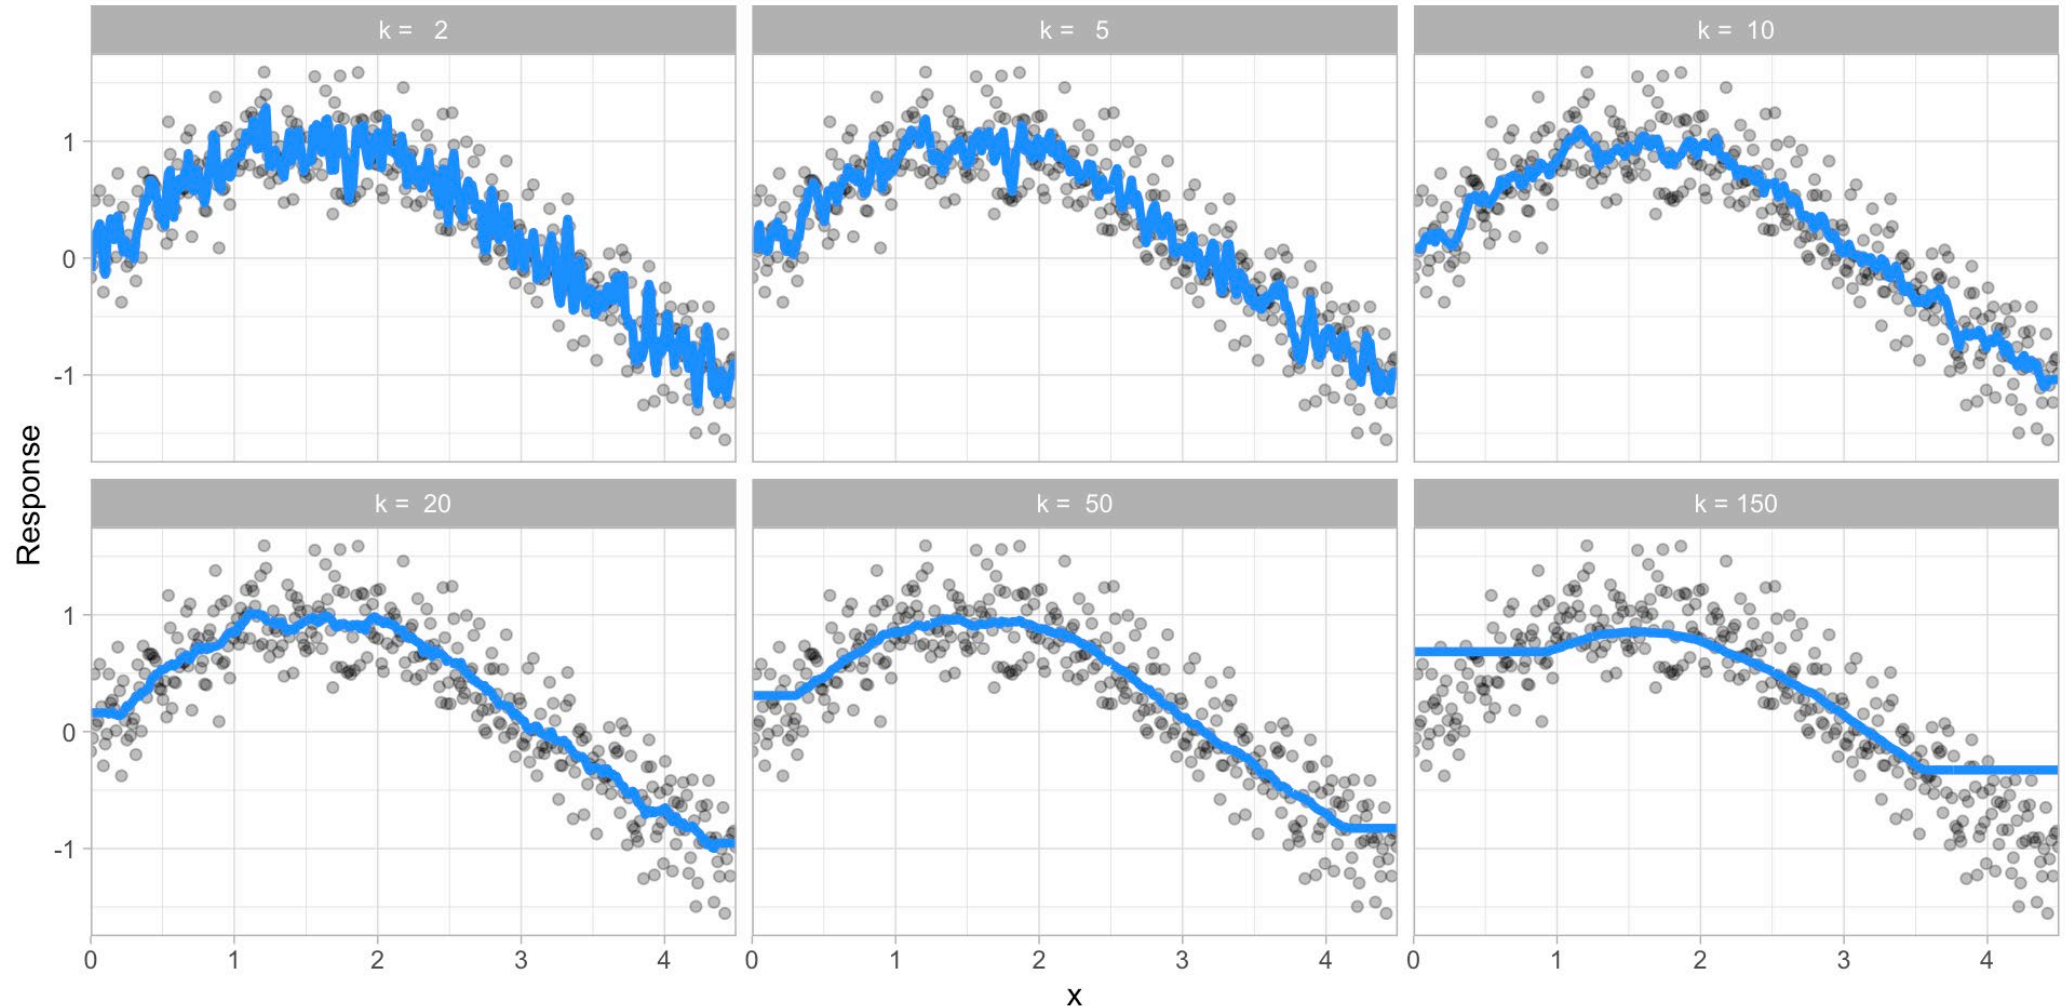 k = 2
k = 5
k = 10
1
0
-1
k = 20
k = 50
k = 150
1
0
-1
0 1 2 3 4
0 1 2 3 4
0 1 2 3 4
Response
x